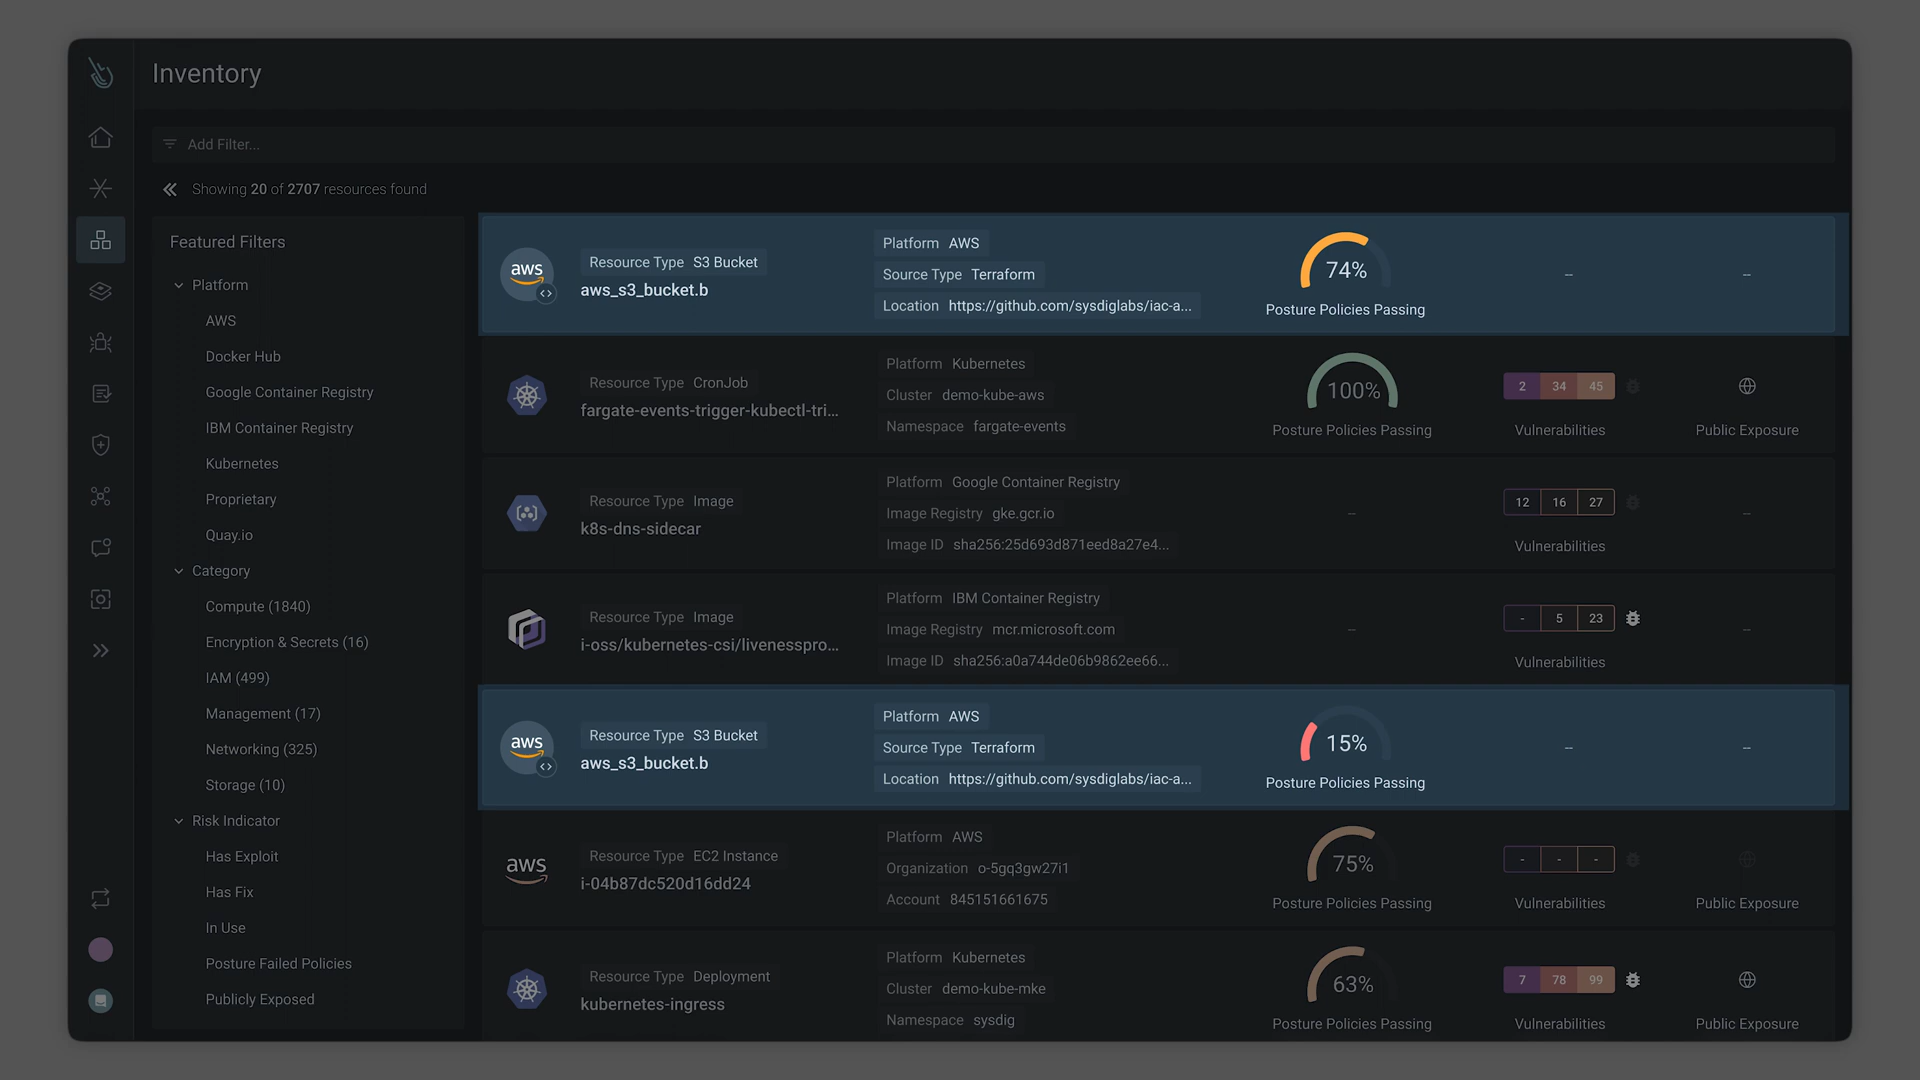 Inventory
Add Filter...
Showing 20 of 2707 resources found
Featured Filters
Platform
AWS
Docker Hub
Google Container Registry
IBM Container Registry
Kubernetes
Proprietary
Quay.io
Category
Compute (1840)
Encryption & Secrets (16)
IAM (499)
Management (17)
Networking (325)
Storage (10)
Risk Indicator
Has Exploit
Has Fix
In Use
Posture Failed Policies
Publicly Exposed
aws
Resource Type S3 Bucket
aws_s3_bucket.b
Platform AWS
Source Type Terraform
Location https://github.com/sysdiglabs/iac-a...
74%
Posture Policies Passing
–
–
Resource Type CronJob
fargate-events-trigger-kubectl-tri...
Platform Kubernetes
Cluster demo-kube-aws
Namespace fargate-events
100%
Posture Policies Passing
2 34 45
Vulnerabilities
Public Exposure
Resource Type Image
k8s-dns-sidecar
Platform Google Container Registry
Image Registry gke.gcr.io
Image ID sha256:25d693d871eed8a27e4...
–
12 16 27
Vulnerabilities
–
Resource Type Image
i-oss/kubernetes-csi/livenesspro...
Platform IBM Container Registry
Image Registry mcr.microsoft.com
Image ID sha256:a0a744de06b9862ee66...
–
- 5 23
Vulnerabilities
–
aws
Resource Type S3 Bucket
aws_s3_bucket.b
Platform AWS
Source Type Terraform
Location https://github.com/sysdiglabs/iac-a...
15%
Posture Policies Passing
–
–
aws
Resource Type EC2 Instance
i-04b87dc520d16dd24
Platform AWS
Organization o-5gq3gw27i1
Account 845151661675
75%
Posture Policies Passing
- - -
Vulnerabilities
Public Exposure
Resource Type Deployment
kubernetes-ingress
Platform Kubernetes
Cluster demo-kube-mke
Namespace sysdig
63%
Posture Policies Passing
7 78 99
Vulnerabilities
Public Exposure